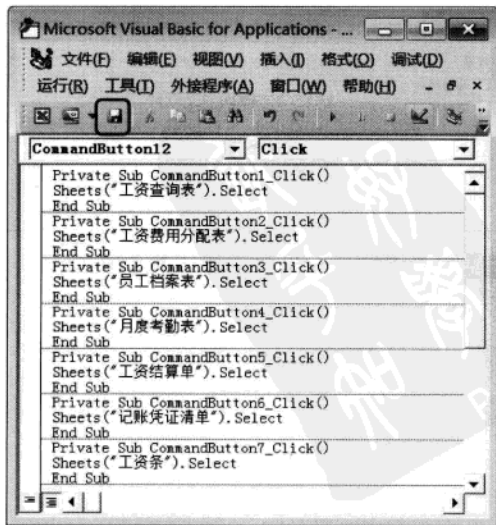 Microsoft Visual Basic for Applications - ...
文件(F) 编辑(E) 视图(V) 插入(I) 格式(O) 调试(D)
运行(R) 工具(T) 外接程序(A) 窗口(W) 帮助(H)
CommandButton12 Click
Private Sub CommandButton1_Click()
Sheets("工资查询表").Select
End Sub
Private Sub CommandButton2_Click()
Sheets("工资费用分配表").Select
End Sub
Private Sub CommandButton3_Click()
Sheets("员工档案表").Select
End Sub
Private Sub CommandButton4_Click()
Sheets("月度考勤表").Select
End Sub
Private Sub CommandButton5_Click()
Sheets("工资结算单").Select
End Sub
Private Sub CommandButton6_Click()
Sheets("记账凭证清单").Select
End Sub
Private Sub CommandButton7_Click()
Sheets("工资条").Select
End Sub